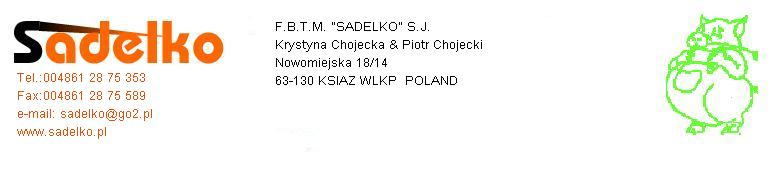 Sadelko
Tel.:004861 28 75 353
Fax:004861 28 75 589
e-mail: sadelko@go2.pl
www.sadelko.pl
F.B.T.M. "SADELKO" S.J.
Krystyna Chojecka & Piotr Chojecki
Nowomiejska 18/14
63-130 KSIAZ WLKP POLAND